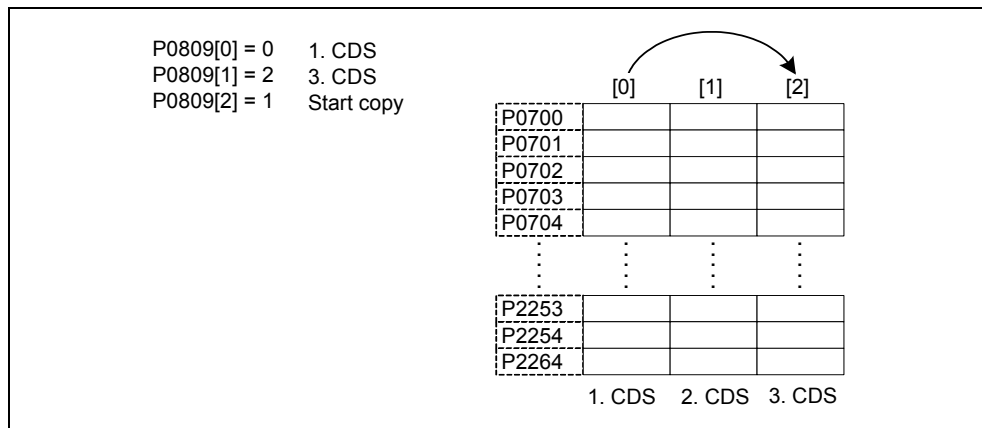 P0809[0] = 0 1. CDS
P0809[1] = 2 3. CDS
P0809[2] = 1 Start copy
[0] [1] [2]
P0700
P0701
P0702
P0703
P0704
P2253
P2254
P2264
1. CDS 2. CDS 3. CDS